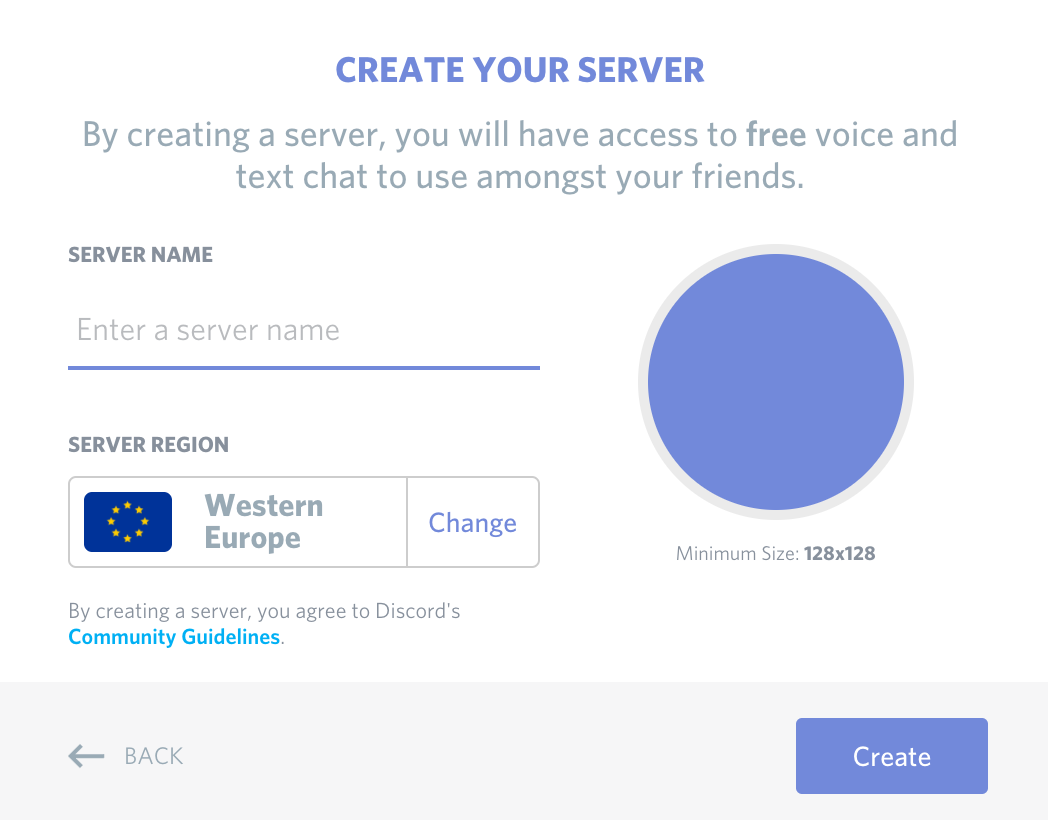 CREATE YOUR SERVER
By creating a server, you will have access to free voice and
text chat to use amongst your friends.
SERVER NAME
Enter a server name
SERVER REGION
Western
Europe
Change
Minimum Size: 128x128
By creating a server, you agree to Discord's
Community Guidelines.
BACK
Create